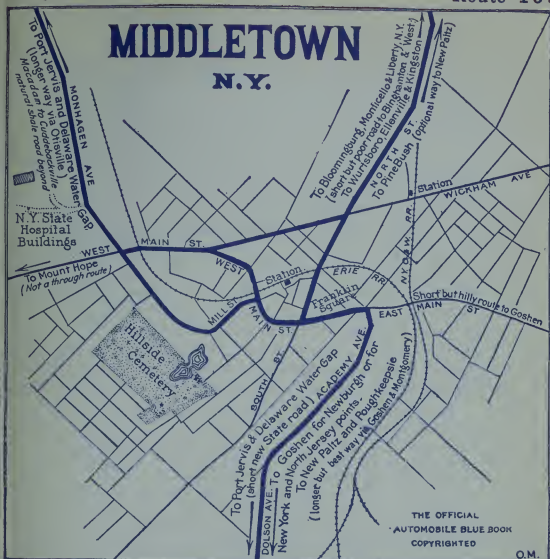 MIDDLETOWN
N.Y.
To Port Jervis and Delaware Water Gap
(longer way via Otisville)
Macadam to Cuddebackville
natural shale road beyond
MONHAGEN AVE
To Bloomingburg, Monticello & Liberty, N.Y.
(short but poor road to Binghamton & West)
To Wurtsboro, Ellenville & Kingston
NORTH ST.
To Pine Bush (optional way to New Paltz)
Station
WICKHAM AVE
N.Y. State
Hospital
Buildings
WEST MAIN ST.
To Mount Hope
(Not a through route)
WEST MAIN ST.
Station
ERIE RR
N.Y.O.& W. RR
Franklin
Square
Short but hilly route to Goshen
EAST MAIN ST
MILL ST.
Hillside
Cemetery
SOUTH ST.
ACADEMY AVE.
To Port Jervis & Delaware Water Gap
(short new State road)
DOLSON AVE.
To Goshen for Newburgh or for
New York and North Jersey points.
To New Paltz and Poughkeepsie
(longer but best way via Goshen & Montgomery)
THE OFFICIAL
AUTOMOBILE BLUE BOOK
COPYRIGHTED
O.M.